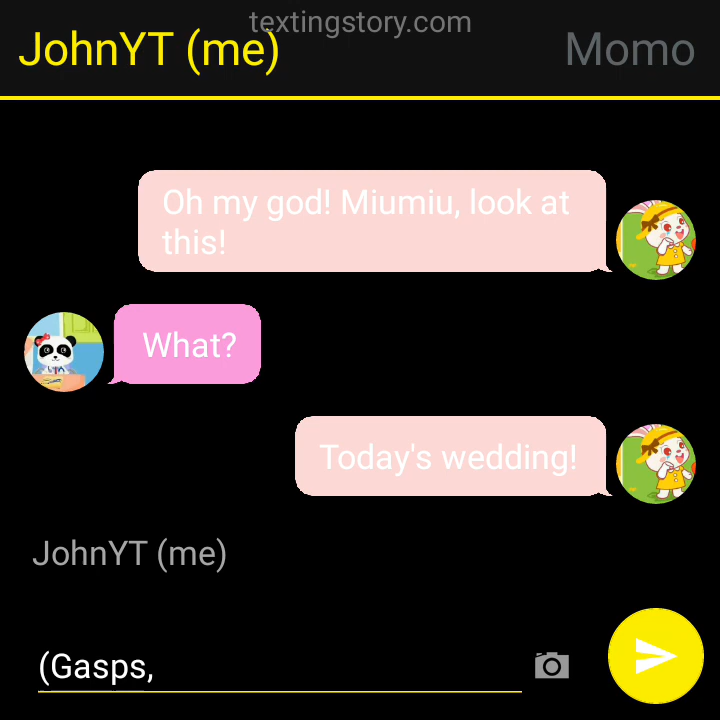 textingstory.com
JohnYT (me)
Momo
Oh my god! Miumiu, look at
this!
What?
Today's wedding!
JohnYT (me)
(Gasps,